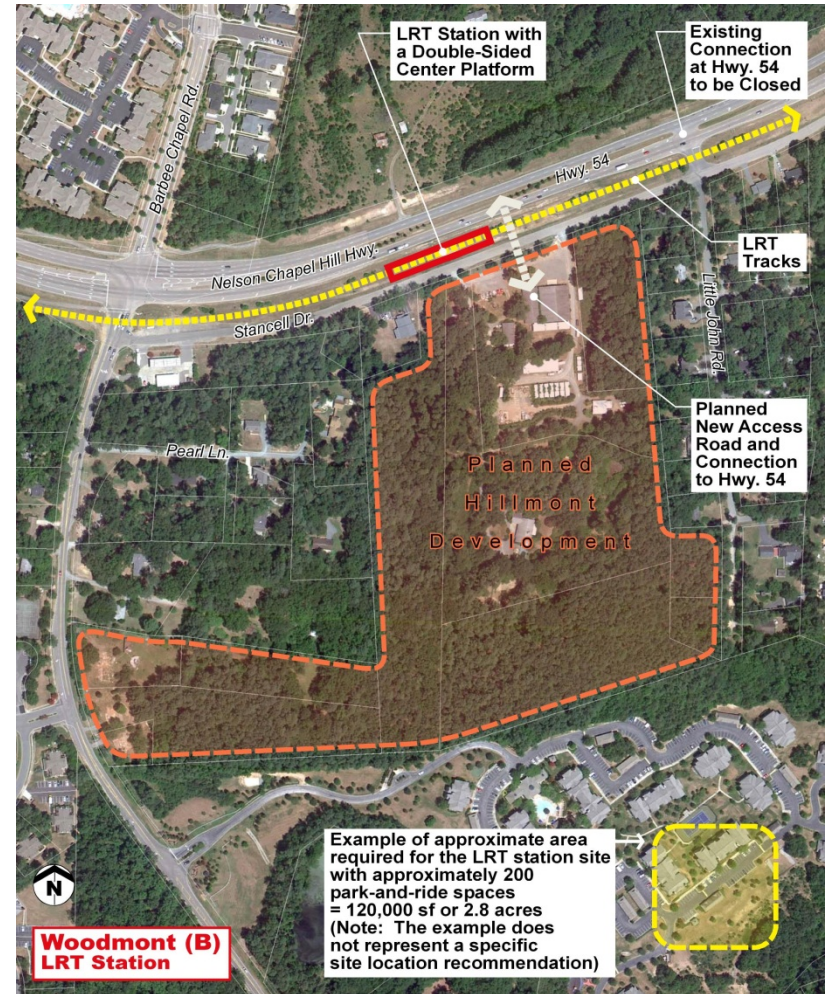 LRT Station with
a Double-Sided
Center Platform
Existing
Connection
at Hwy. 54
to be Closed
Barbee Chapel Rd.
Hwy. 54
Nelson Chapel Hill Hwy.
LRT
Tracks
Stancell Dr.
Little John Rd.
Pearl Ln.
Planned
New Access
Road and
Connection
to Hwy. 54
Planned
Hillmont
Development
Example of approximate area
required for the LRT station site
with approximately 200
park-and-ride spaces
= 120,000 sf or 2.8 acres
(Note: The example does
not represent a specific
site location recommendation)
N
Woodmont (B)
LRT Station